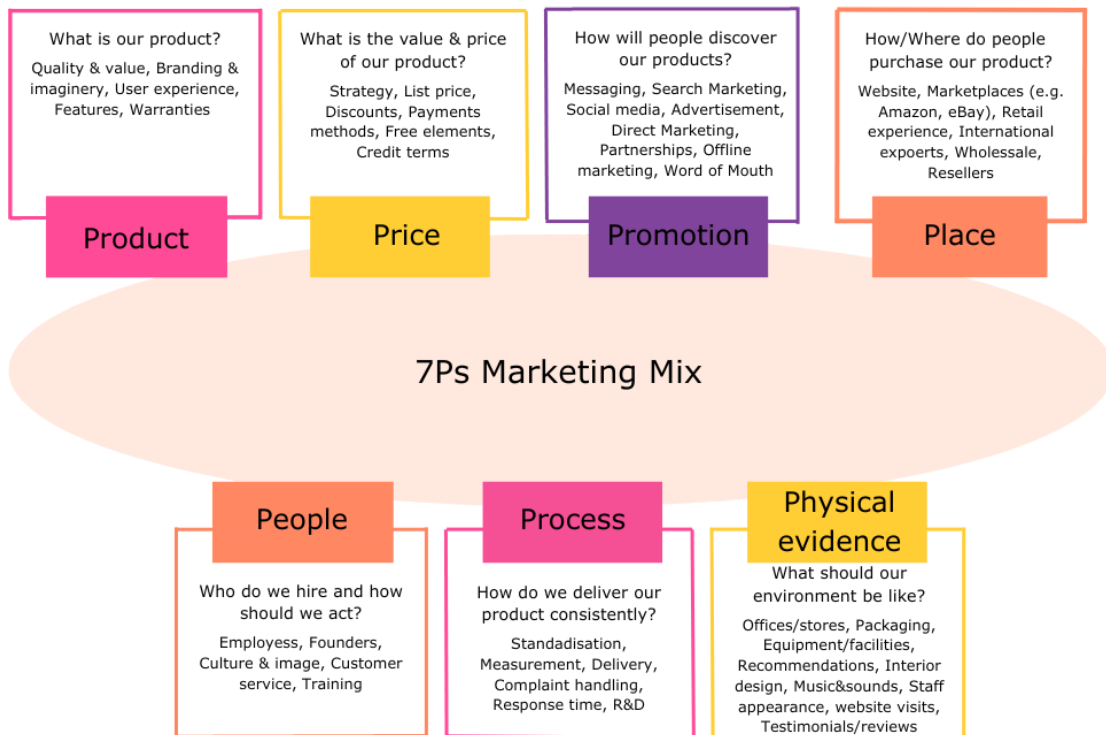 What is our product?
Quality & value, Branding &
imaginery, User experience,
Features, Warranties
Product
What is the value & price
of our product?
Strategy, List price,
Discounts, Payments
methods, Free elements,
Credit terms
Price
How will people discover
our products?
Messaging, Search Marketing,
Social media, Advertisement,
Direct Marketing,
Partnerships, Offline
marketing, Word of Mouth
Promotion
How/Where do people
purchase our product?
Website, Marketplaces (e.g.
Amazon, eBay), Retail
experience, International
expoerts, Wholessale,
Resellers
Place
7Ps Marketing Mix
People
Who do we hire and how
should we act?
Employess, Founders,
Culture & image, Customer
service, Training
Process
How do we deliver our
product consistently?
Standadisation,
Measurement, Delivery,
Complaint handling,
Response time, R&D
Physical
evidence
What should our
environment be like?
Offices/stores, Packaging,
Equipment/facilities,
Recommendations, Interior
design, Music&sounds, Staff
appearance, website visits,
Testimonials/reviews